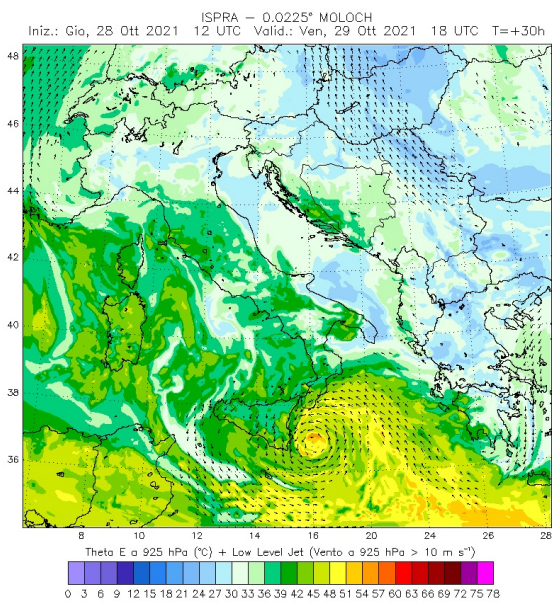 ISPRA – 0.0225° MOLOCH
Iniz.: Gio, 28 Ott 2021 12 UTC Valid.: Ven, 29 Ott 2021 18 UTC T=+30h
48
46
44
42
40
38
36
8 10 12 14 16 18 20 22 24 26 28
Theta E a 925 hPa (°C) + Low Level Jet (Vento a 925 hPa > 10 m s⁻¹)
0 3 6 9 12 15 18 21 24 27 30 33 36 39 42 45 48 51 54 57 60 63 66 69 72 75 78